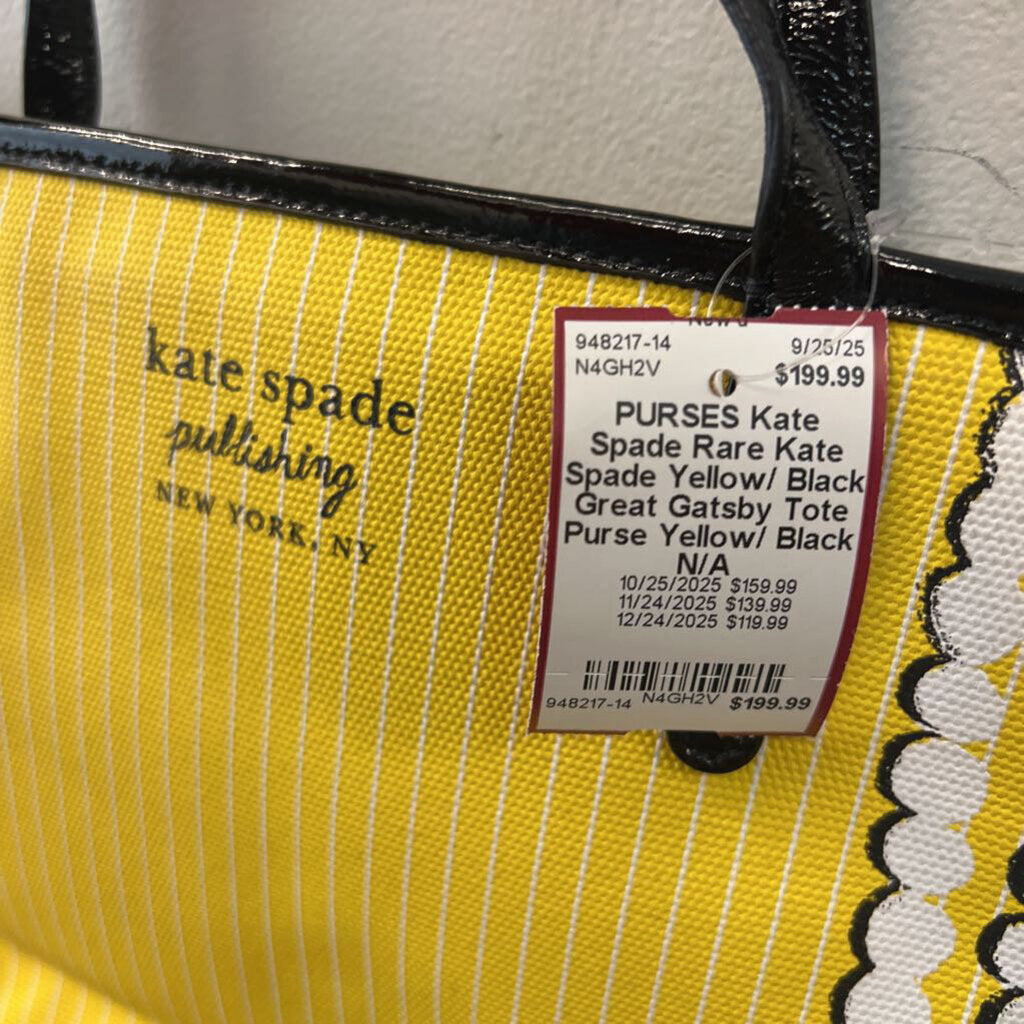 kate spade
publishing
NEW YORK, NY
948217-14 9/25/25
N4GH2V $199.99
PURSES Kate
Spade Rare Kate
Spade Yellow/ Black
Great Gatsby Tote
Purse Yellow/ Black
N/A
10/25/2025 $159.99
11/24/2025 $139.99
12/24/2025 $119.99
948217-14 N4GH2V $199.99